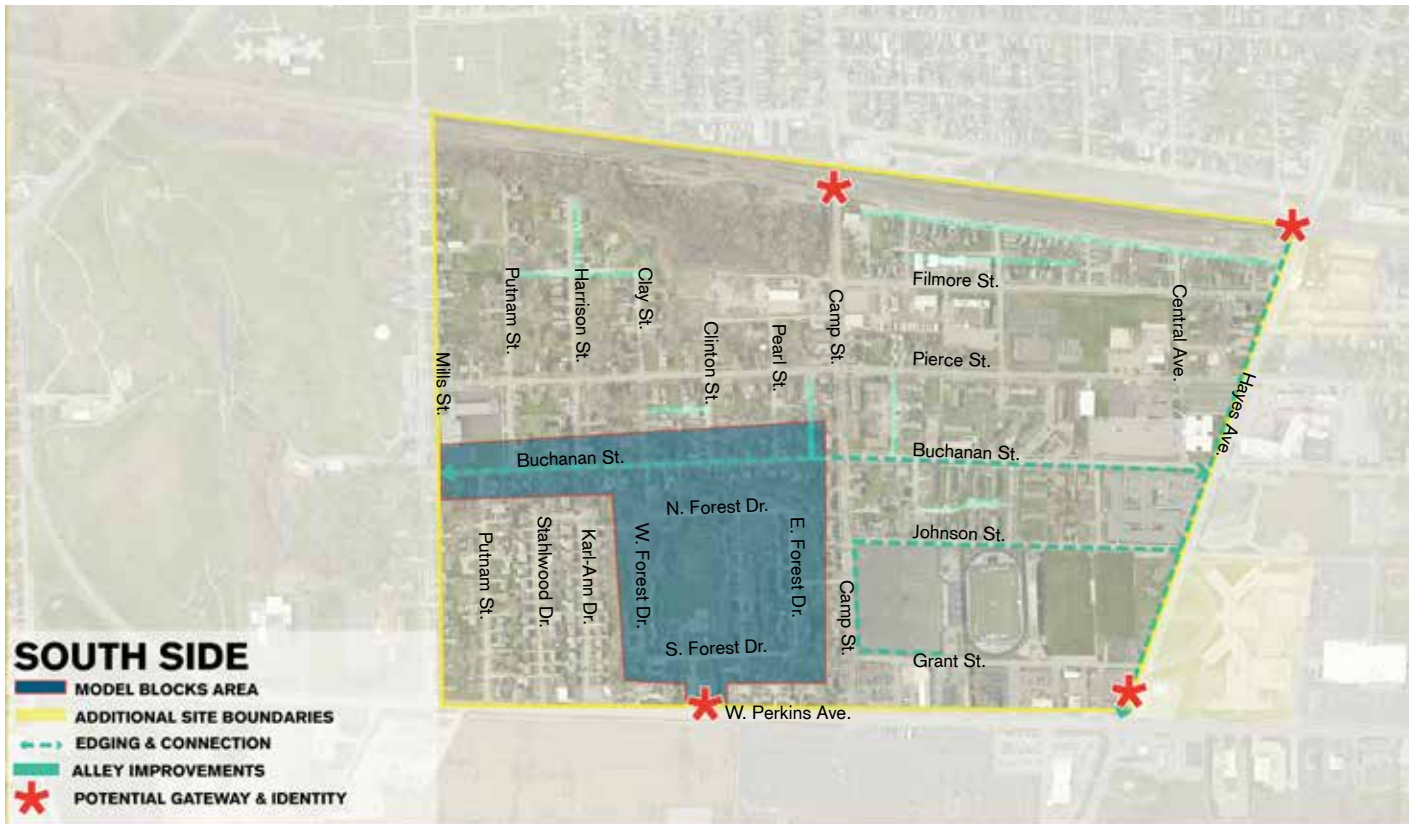 Filmore St.
Putnam St.
Harrison St.
Clay St.
Clinton St.
Pearl St.
Camp St.
Central Ave.
Pierce St.
Mills St.
Hayes Ave.
Buchanan St.
Buchanan St.
N. Forest Dr.
Johnson St.
Putnam St.
Stahlwood Dr.
Karl-Ann Dr.
W. Forest Dr.
E. Forest Dr.
Camp St.
S. Forest Dr.
Grant St.
W. Perkins Ave.
SOUTH SIDE
MODEL BLOCKS AREA
ADDITIONAL SITE BOUNDARIES
EDGING & CONNECTION
ALLEY IMPROVEMENTS
POTENTIAL GATEWAY & IDENTITY